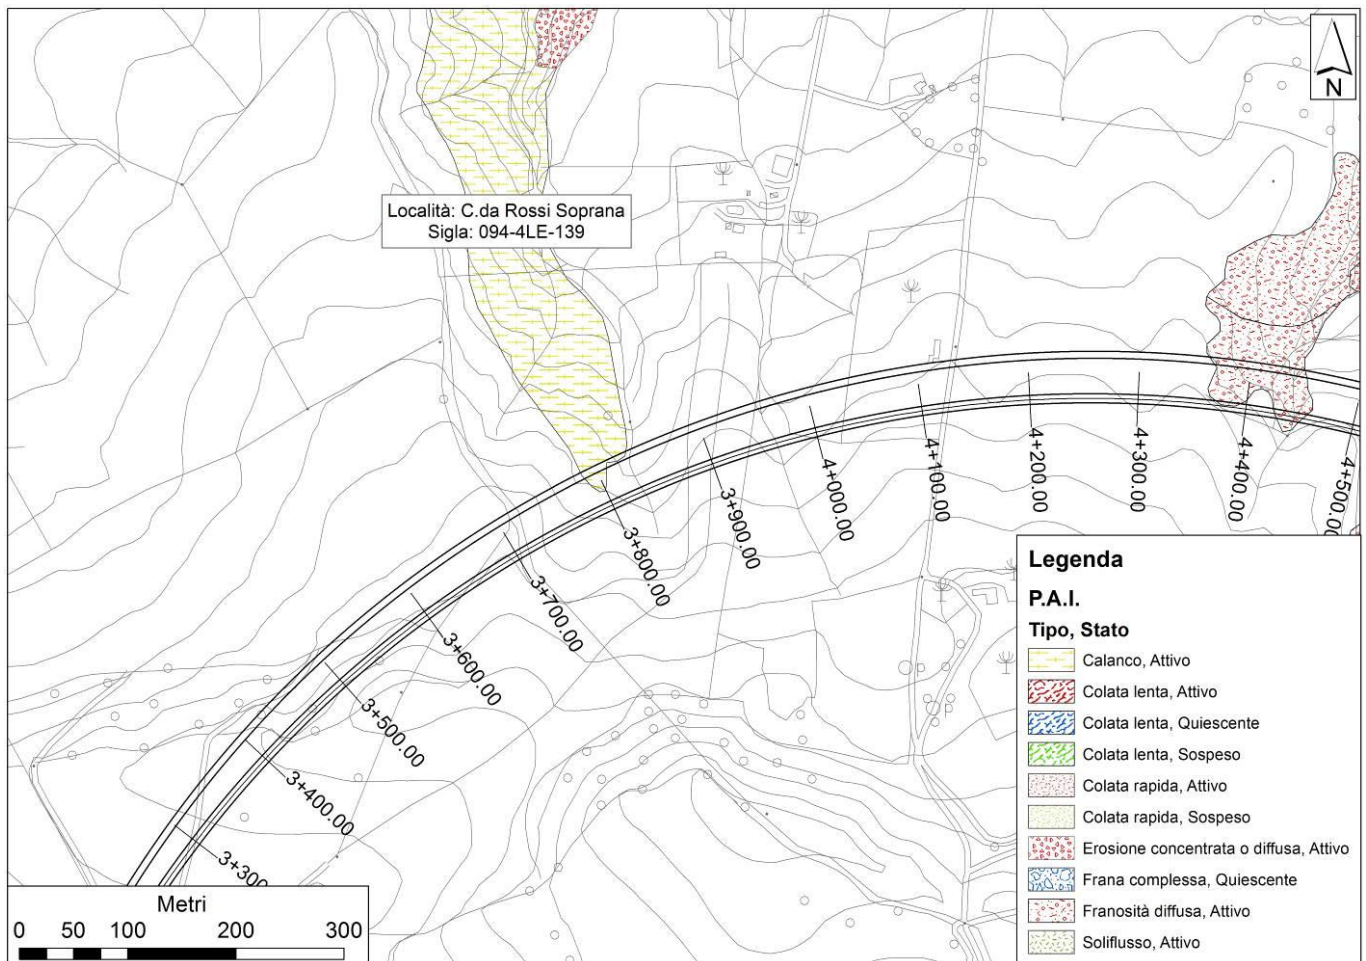 N
Località: C.da Rossi Soprana
Sigla: 094-4LE-139
3+300
3+400.00
3+500.00
3+600.00
3+700.00
3+800.00
3+900.00
4+000.00
4+100.00
4+200.00
4+300.00
4+400.00
4+500.00
p
p
Metri
0 50 100 200 300
Legenda
P.A.I.
Tipo, Stato
Calanco, Attivo
Colata lenta, Attivo
Colata lenta, Quiescente
Colata lenta, Sospeso
Colata rapida, Attivo
Colata rapida, Sospeso
Erosione concentrata o diffusa, Attivo
Frana complessa, Quiescente
Franosità diffusa, Attivo
Soliflusso, Attivo